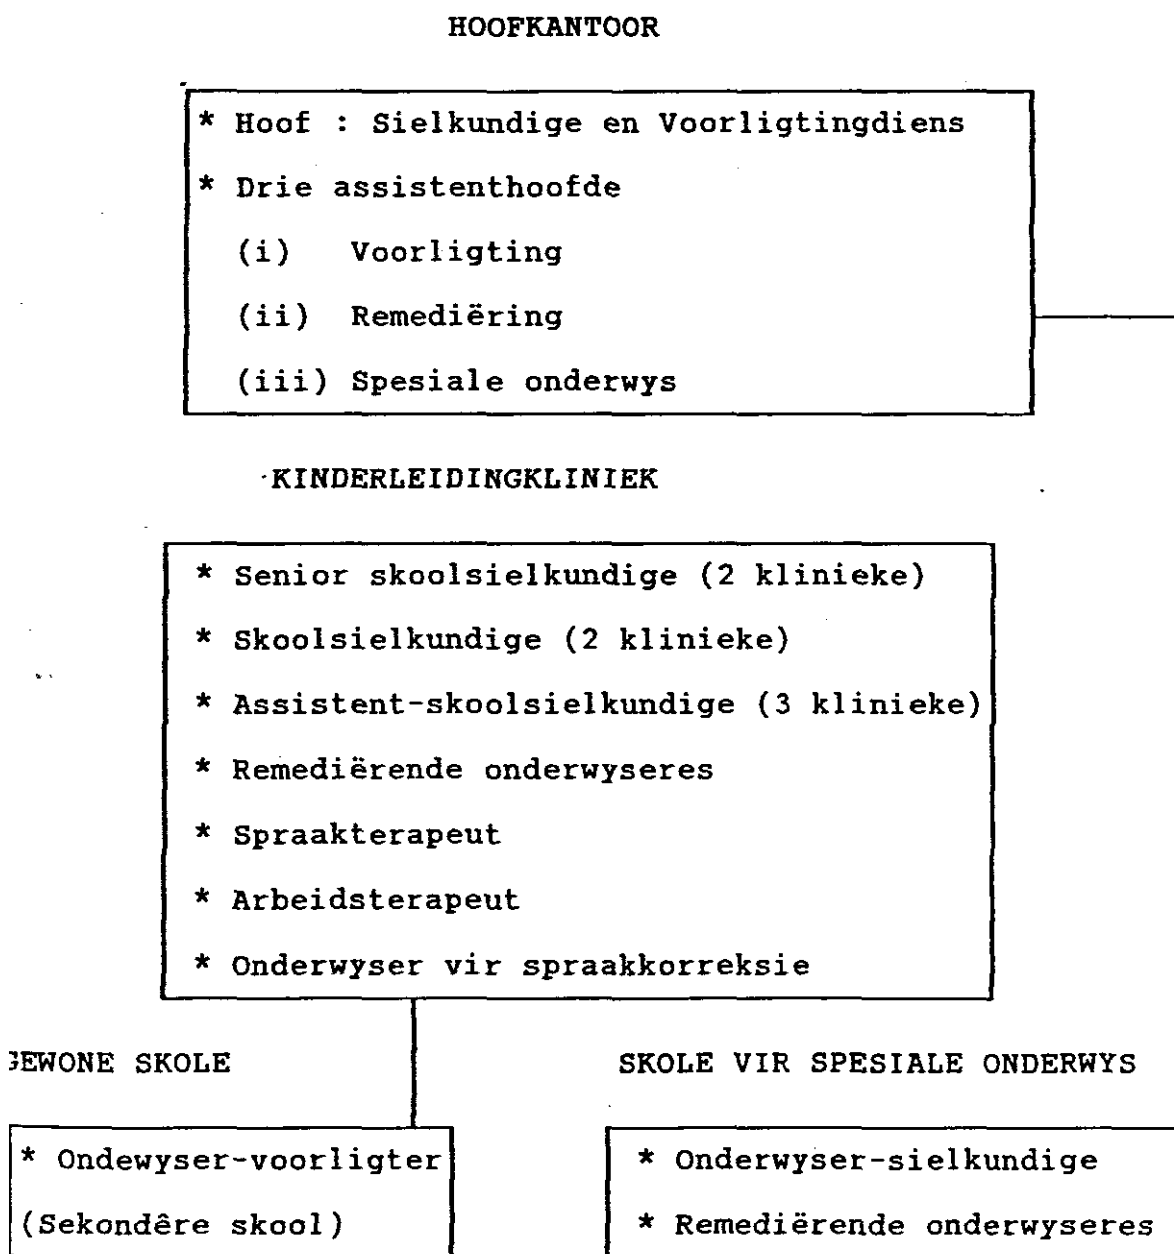 HOOFKANTOOR
* Hoof : Sielkundige en Voorligtingdiens
* Drie assistenthoofde
(i) Voorligting
(ii) Remediëring
(iii) Spesiale onderwys
KINDERLEIDINGKLINIEK
* Senior skoolsielkundige (2 klinieke)
* Skoolsielkundige (2 klinieke)
* Assistent-skoolsielkundige (3 klinieke)
* Remediërende onderwyseres
* Spraakterapeut
* Arbeidsterapeut
* Onderwyser vir spraakkorreksie
GEWONE SKOLE
* Ondewyser-voorligter
(Sekondêre skool)
SKOLE VIR SPESIALE ONDERWYS
* Onderwyser-sielkundige
* Remediërende onderwyseres